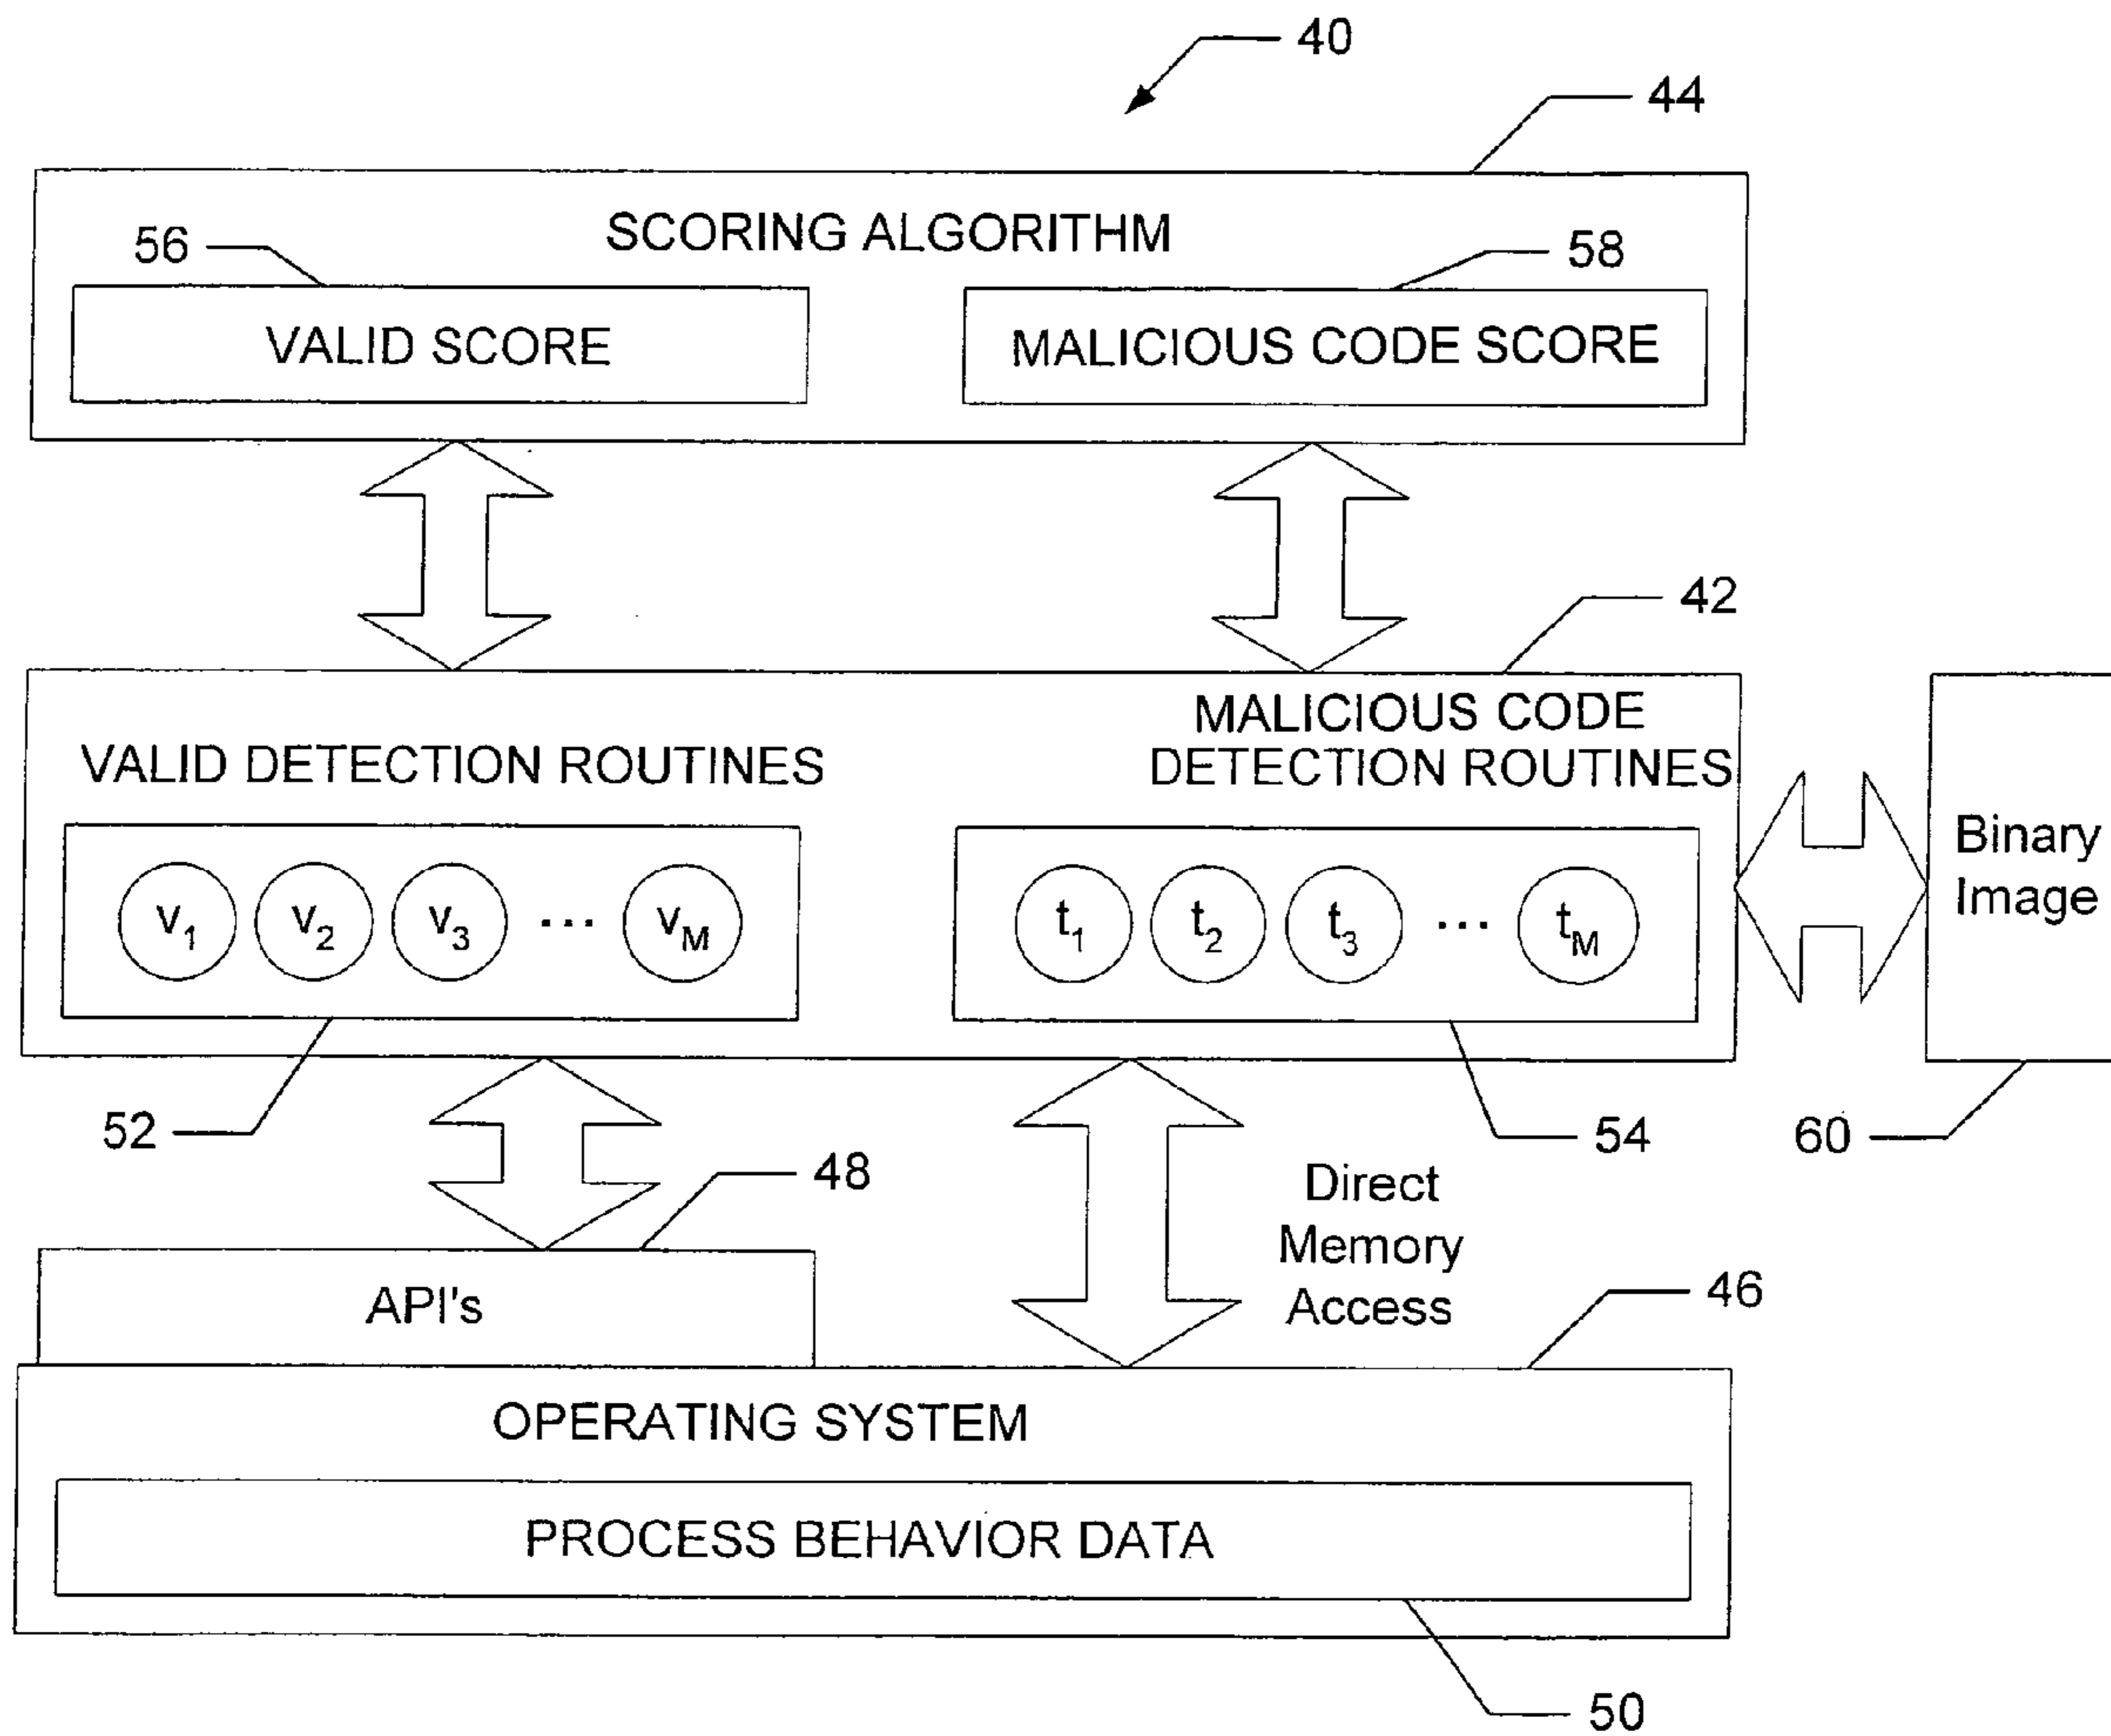 40
44
SCORING ALGORITHM
56
58
VALID SCORE
MALICIOUS CODE SCORE
42
VALID DETECTION ROUTINES
MALICIOUS CODE
DETECTION ROUTINES
v1 v2 v3 ... vM
t1 t2 t3 ... tM
Binary
Image
52
54
60
48
Direct
Memory
Access
API's
46
OPERATING SYSTEM
PROCESS BEHAVIOR DATA
50